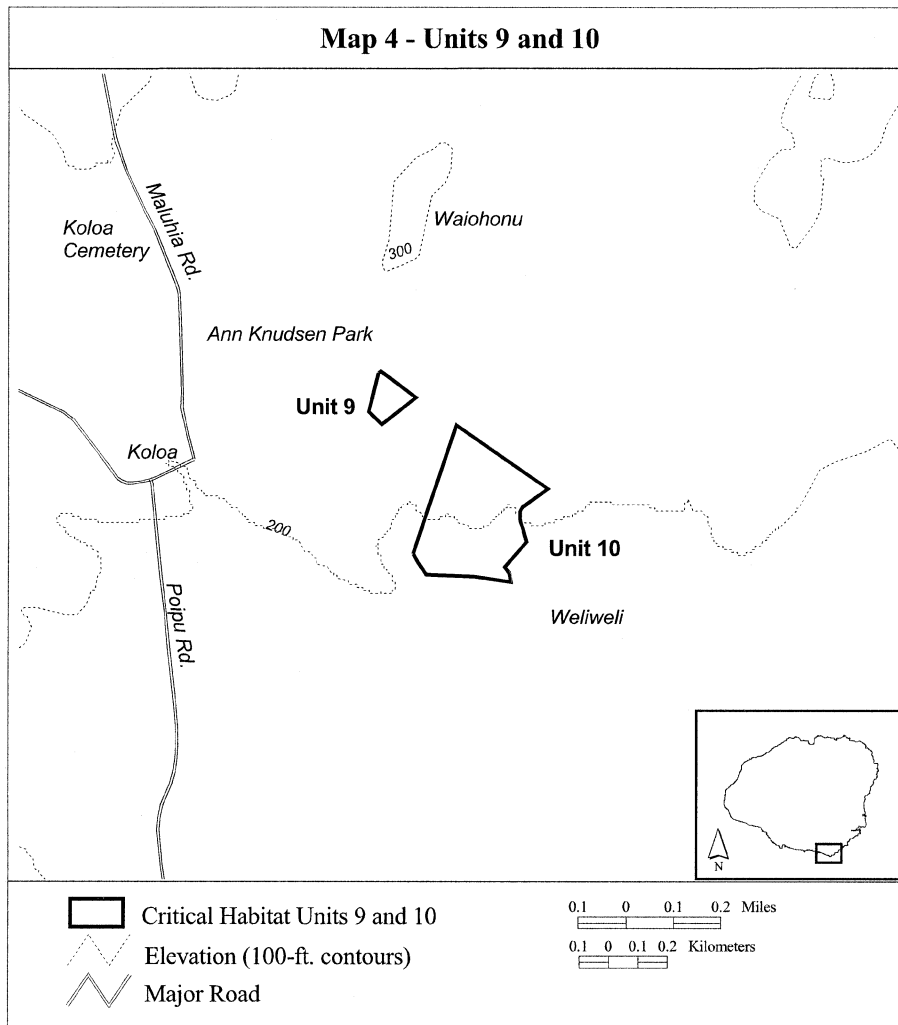 Map 4 - Units 9 and 10
Maluhia Rd.
Koloa
Cemetery
Waiohonu
300
Ann Knudsen Park
Unit 9
Koloa
200
Unit 10
Poipu Rd.
Weliweli
N
Critical Habitat Units 9 and 10
Elevation (100-ft. contours)
Major Road
0.1 0 0.1 0.2 Miles
0.1 0 0.1 0.2 Kilometers